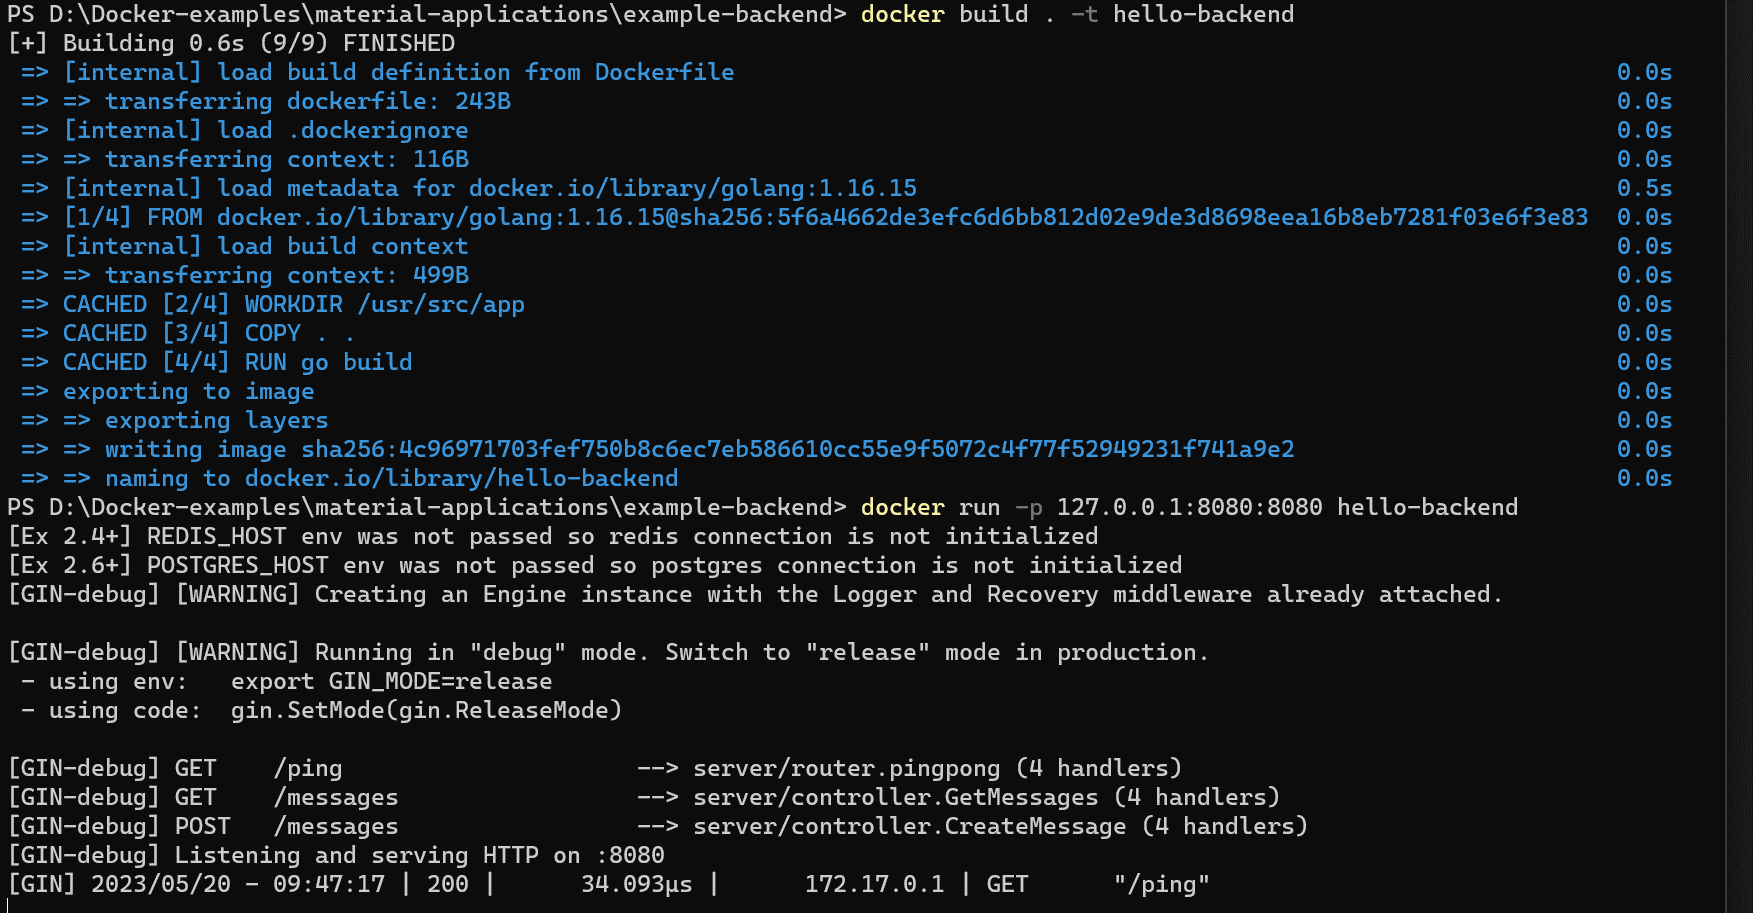 PS D:\Docker-examples\material-applications\example-backend> docker build . -t hello-backend
[+] Building 0.6s (9/9) FINISHED
=> [internal] load build definition from Dockerfile 0.0s
=> => transferring dockerfile: 243B 0.0s
=> [internal] load .dockerignore 0.0s
=> => transferring context: 116B 0.0s
=> [internal] load metadata for docker.io/library/golang:1.16.15 0.5s
=> [1/4] FROM docker.io/library/golang:1.16.15@sha256:5f6a4662de3efc6d6bb812d02e9de3d8698eea16b8eb7281f03e6f3e83 0.0s
=> [internal] load build context 0.0s
=> => transferring context: 499B 0.0s
=> CACHED [2/4] WORKDIR /usr/src/app 0.0s
=> CACHED [3/4] COPY . . 0.0s
=> CACHED [4/4] RUN go build 0.0s
=> exporting to image 0.0s
=> => exporting layers 0.0s
=> => writing image sha256:4c96971703fef750b8c6ec7eb586610cc55e9f5072c4f77f52949231f741a9e2 0.0s
=> => naming to docker.io/library/hello-backend 0.0s
PS D:\Docker-examples\material-applications\example-backend> docker run -p 127.0.0.1:8080:8080 hello-backend
[Ex 2.4+] REDIS_HOST env was not passed so redis connection is not initialized
[Ex 2.6+] POSTGRES_HOST env was not passed so postgres connection is not initialized
[GIN-debug] [WARNING] Creating an Engine instance with the Logger and Recovery middleware already attached.
[GIN-debug] [WARNING] Running in "debug" mode. Switch to "release" mode in production.
- using env:   export GIN_MODE=release
- using code:  gin.SetMode(gin.ReleaseMode)
[GIN-debug] GET    /ping                     --> server/router.pingpong (4 handlers)
[GIN-debug] GET    /messages                 --> server/controller.GetMessages (4 handlers)
[GIN-debug] POST   /messages                 --> server/controller.CreateMessage (4 handlers)
[GIN-debug] Listening and serving HTTP on :8080
[GIN] 2023/05/20 - 09:47:17 | 200 |      34.093µs |      172.17.0.1 | GET      "/ping"